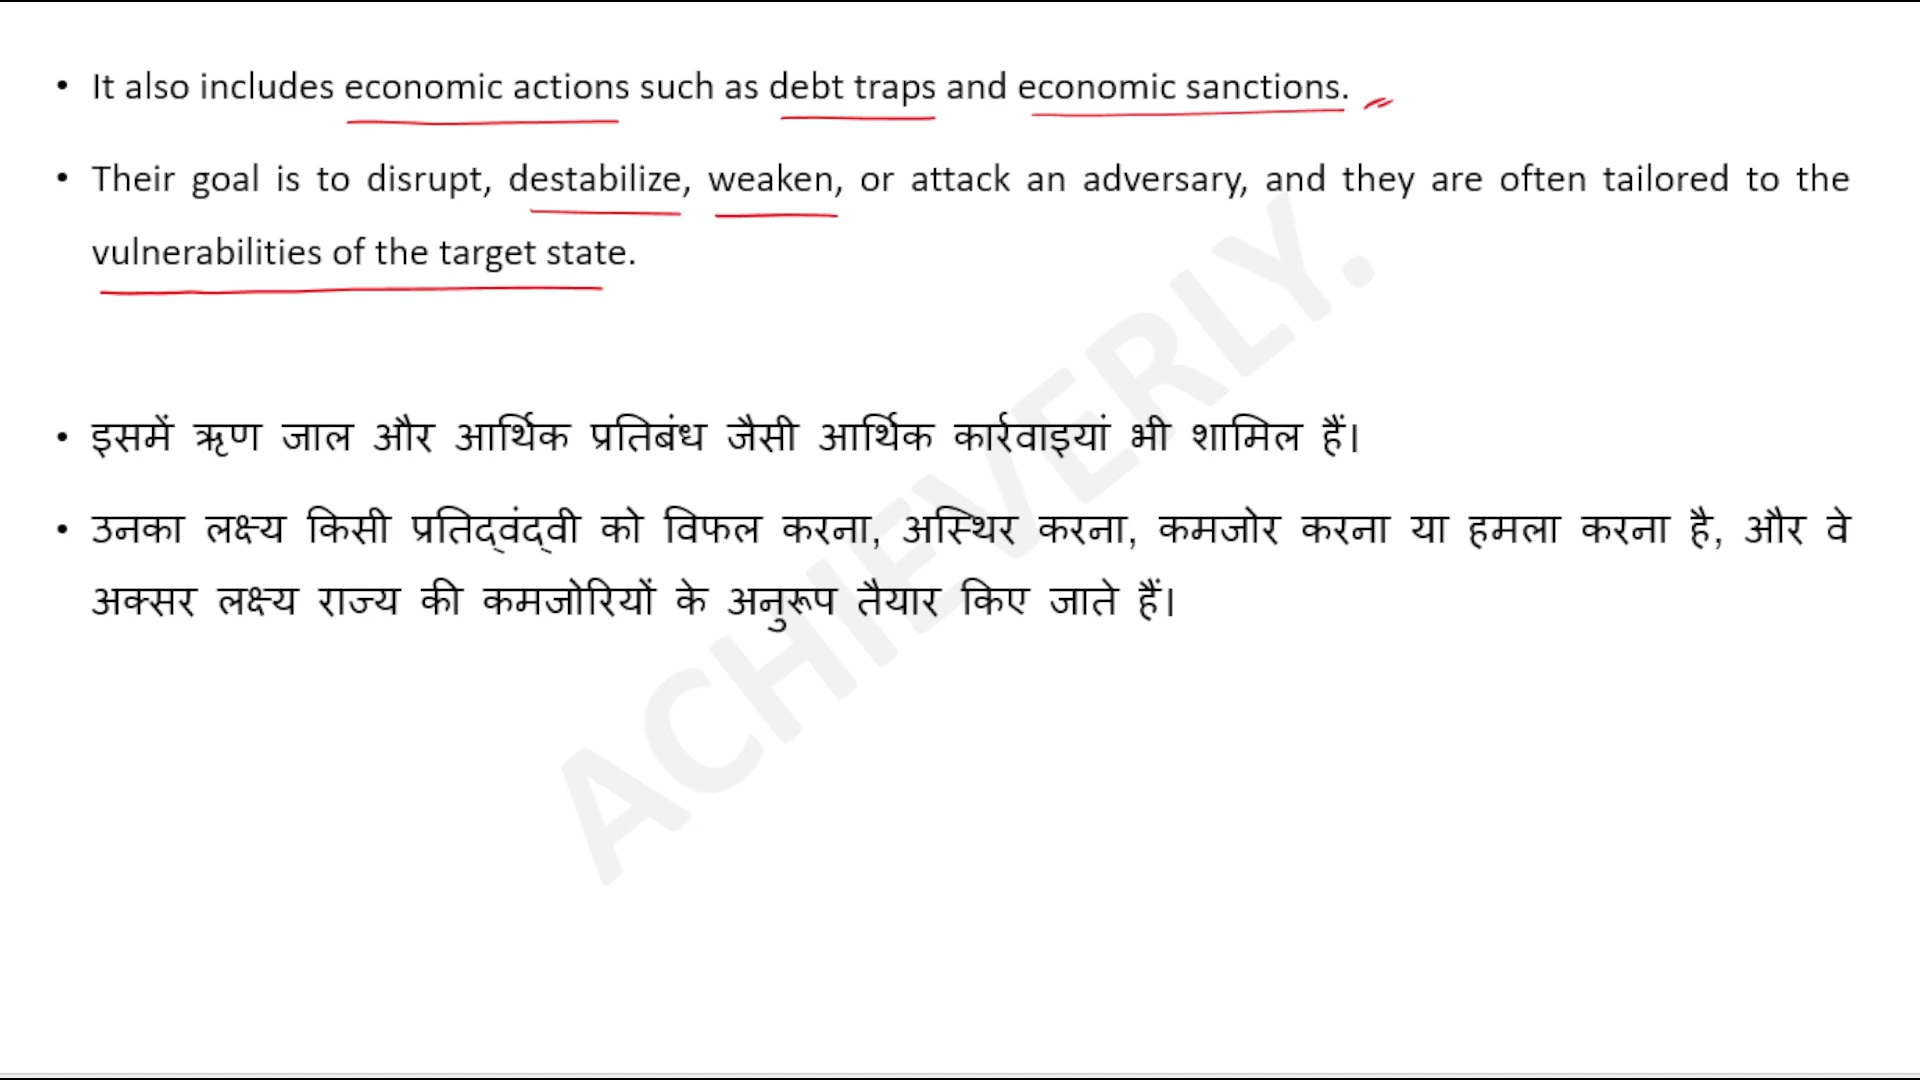 • It also includes economic actions such as debt traps and economic sanctions.
• Their goal is to disrupt, destabilize, weaken, or attack an adversary, and they are often tailored to the
vulnerabilities of the target state.
• इसमें ऋण जाल और आर्थिक प्रतिबंध जैसी आर्थिक कार्रवाइयां भी शामिल हैं।
• उनका लक्ष्य किसी प्रतिद्वंद्वी को विफल करना, अस्थिर करना, कमजोर करना या हमला करना है, और वे
अक्सर लक्ष्य राज्य की कमजोरियों के अनुरूप तैयार किए जाते हैं।
ACHIEVERLY.